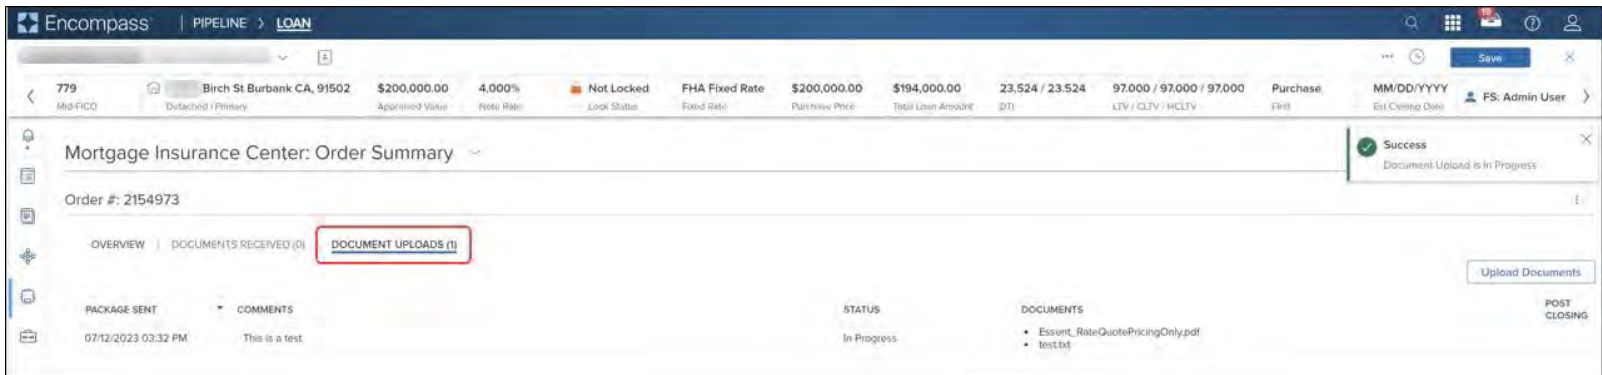 Encompass | PIPELINE > LOAN 19
Save
779 Birch St Burbank CA, 91502 $200,000.00 4.000% Not Locked FHA Fixed Rate $200,000.00 $194,000.00 23.524 / 23.524 97.000 / 97.000 / 97.000 Purchase MM/DD/YYYY FS: Admin User
Mid-FICO Detached / Primary Appraised Value Note Rate Lock Status Fixed Rate Purchase Price Total Loan Amount DTI LTV / CLTV / HCLTV First Est Closing Date
Mortgage Insurance Center: Order Summary
Success
Document Upload is In Progress
Order #: 2154973
OVERVIEW | DOCUMENTS RECEIVED (0) DOCUMENT UPLOADS (1)
Upload Documents
PACKAGE SENT COMMENTS STATUS DOCUMENTS POST CLOSING
07/12/2023 03:32 PM This is a test In Progress • Essent_RateQuotePricingOnly.pdf
• test.txt